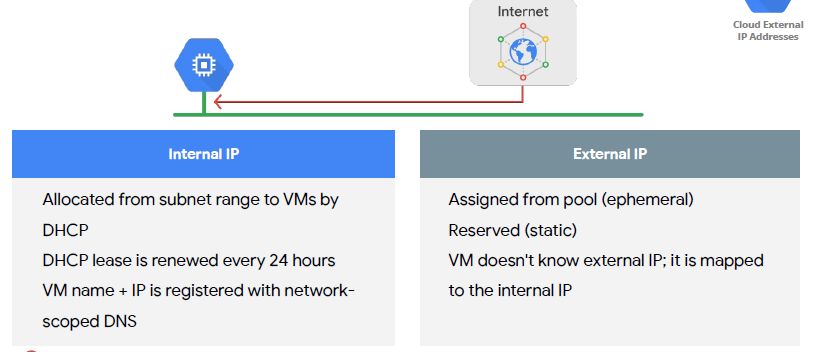 Internet
Cloud External
IP Addresses
Internal IP
Allocated from subnet range to VMs by
DHCP
DHCP lease is renewed every 24 hours
VM name + IP is registered with network-
scoped DNS
External IP
Assigned from pool (ephemeral)
Reserved (static)
VM doesn't know external IP; it is mapped
to the internal IP